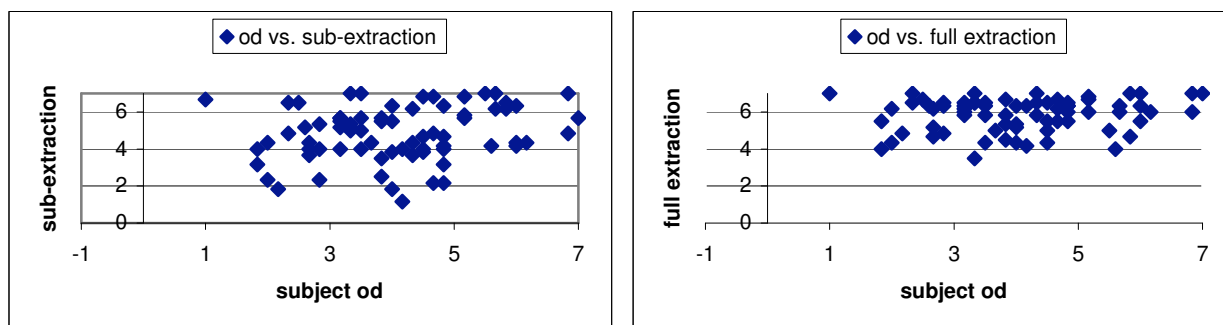 od vs. sub-extraction
sub-extraction
6
4
2
0
-1 1 3 5 7
subject od
od vs. full extraction
full extraction
6
4
2
0
-1 1 3 5 7
subject od